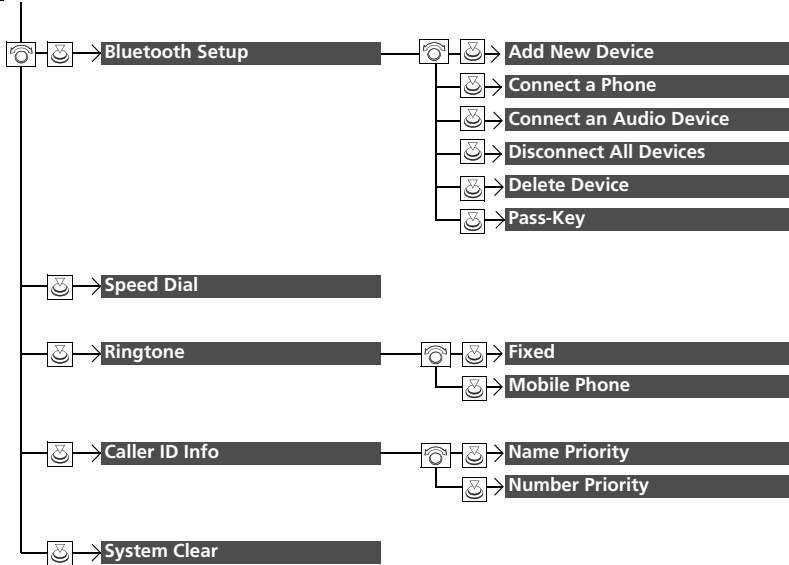 Bluetooth Setup
Add New Device
Connect a Phone
Connect an Audio Device
Disconnect All Devices
Delete Device
Pass-Key
Speed Dial
Ringtone
Fixed
Mobile Phone
Caller ID Info
Name Priority
Number Priority
System Clear